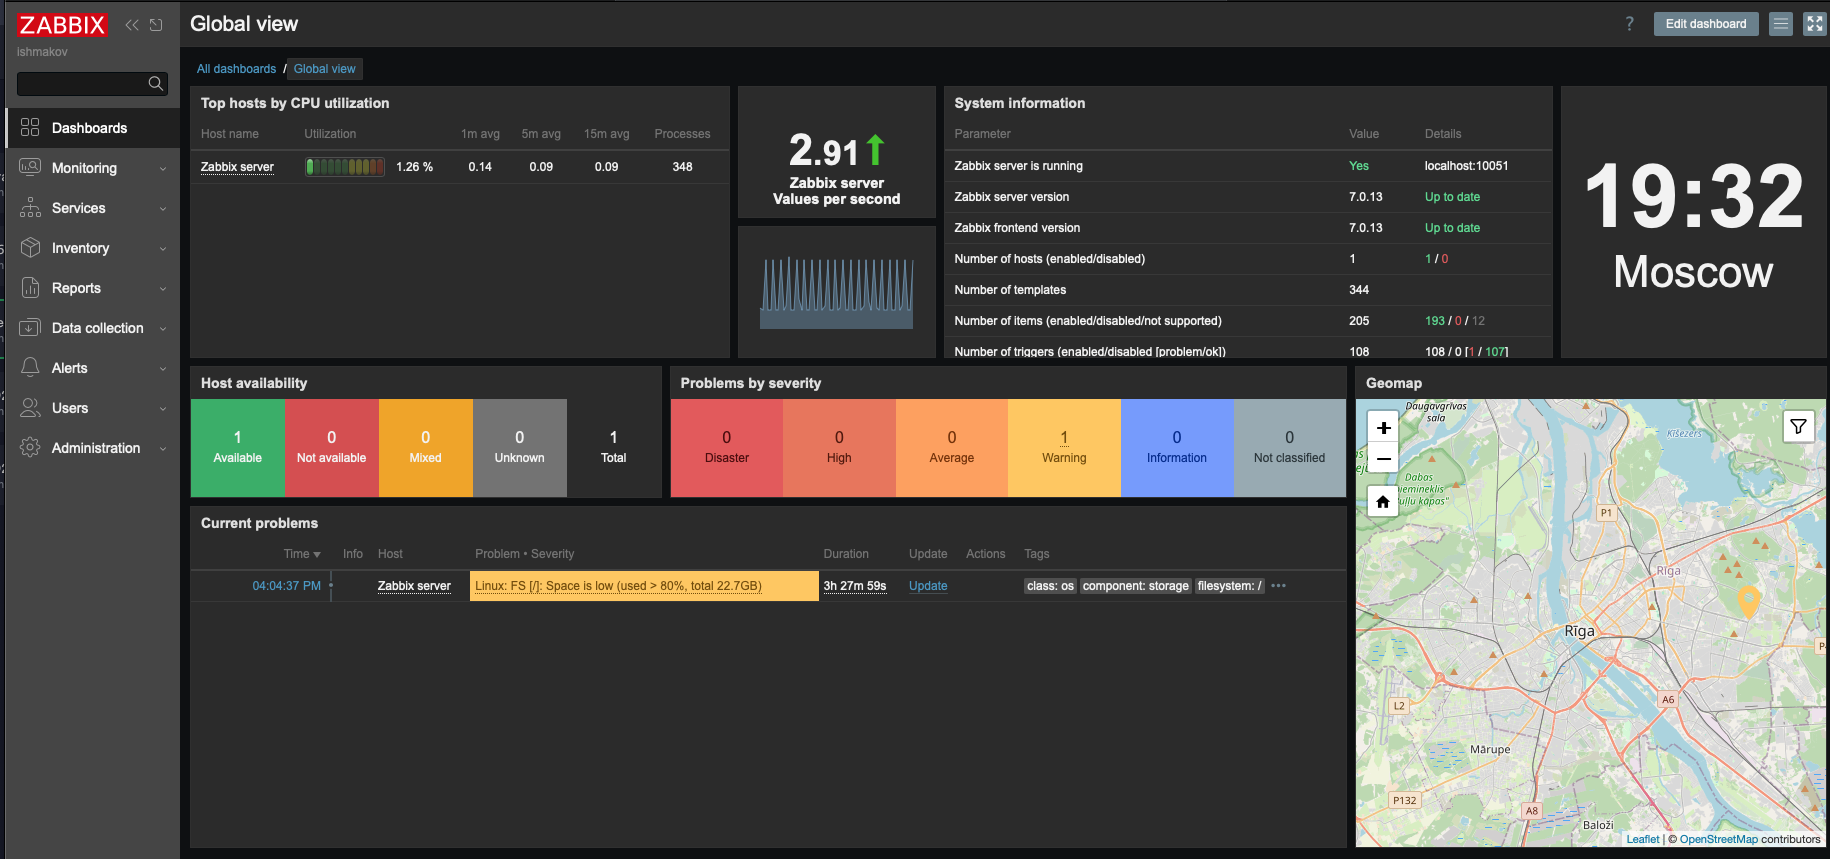 ZABBIX
ishmakov
Dashboards
Monitoring
Services
Inventory
Reports
Data collection
Alerts
Users
Administration
Global view
? Edit dashboard
All dashboards / Global view
Top hosts by CPU utilization
Host name Utilization 1m avg 5m avg 15m avg Processes
Zabbix server 1.26 % 0.14 0.09 0.09 348
2.91
Zabbix server
Values per second
System information
Parameter Value Details
Zabbix server is running Yes localhost:10051
Zabbix server version 7.0.13 Up to date
Zabbix frontend version 7.0.13 Up to date
Number of hosts (enabled/disabled) 1 1 / 0
Number of templates 344
Number of items (enabled/disabled/not supported) 205 193 / 0 / 12
Number of triggers (enabled/disabled [problem/ok]) 108 108 / 0 [1 / 107]
19:32
Moscow
Host availability
1 0 0 0 1
Available Not available Mixed Unknown Total
Problems by severity
0 0 0 1 0 0
Disaster High Average Warning Information Not classified
Current problems
Time Info Host Problem • Severity Duration Update Actions Tags
04:04:37 PM Zabbix server Linux: FS [/]: Space is low (used > 80%, total 22.7GB) 3h 27m 59s Update class: os component: storage filesystem: / •••
Geomap
+
−
Daugavgrīvas
sala
Ķīšezers
Dabas
P1
Rīga
Rīga
A6
L2
Mārupe
P132
A8
Baloži
Leaflet | © OpenStreetMap contributors